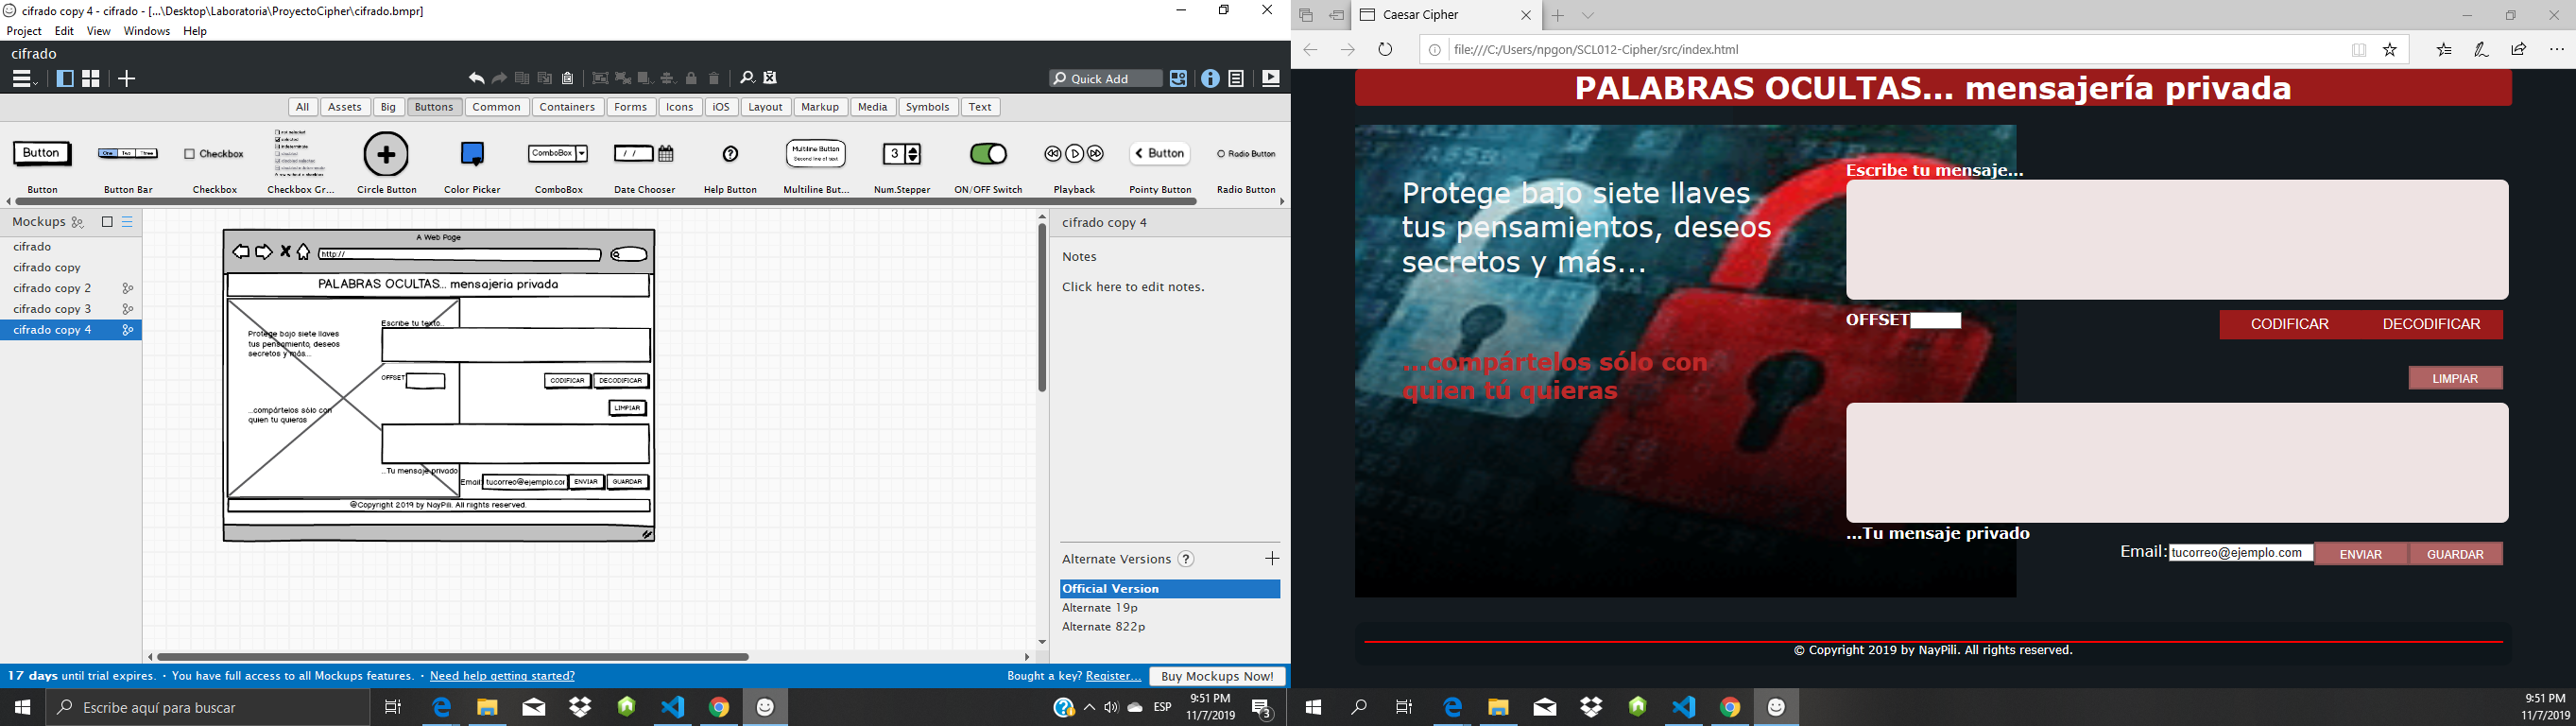 cifrado copy 4 - cifrado - [...\Desktop\Laboratoria\ProyectoCipher\cifrado.bmpr]
Project Edit View Windows Help
cifrado
Quick Add
All Assets Big Buttons Common Containers Forms Icons iOS Layout Markup Media Symbols Text
Button
One Two Three
Checkbox
ComboBox
/ /
Multiline Button
Second line of text
3
Button
Radio Button
Button Button Bar Checkbox Checkbox Gr... Circle Button Color Picker ComboBox Date Chooser Help Button Multiline But... Num.Stepper ON/OFF Switch Playback Pointy Button Radio Button
Mockups
cifrado
cifrado copy
cifrado copy 2
cifrado copy 3
cifrado copy 4
A Web Page
http://
PALABRAS OCULTAS... mensajeria privada
Protege bajo siete llaves
tus pensamiento, deseos
secretos y más...
Escribe tu texto...
OFFSET
CODIFICAR DECODIFICAR
LIMPIAR
...compártelos sólo con
quien tú quieras
...Tu mensaje privado
Email: tucorreo@ejemplo.cor ENVIAR GUARDAR
@Copyright 2019 by NayPili. All rights reserved.
cifrado copy 4
Notes
Click here to edit notes.
Alternate Versions ? +
Official Version
Alternate 19p
Alternate 822p
17 days until trial expires. · You have full access to all Mockups features. · Need help getting started?
Bought a key? Register... Buy Mockups Now!
Escribe aquí para buscar
ESP
9:51 PM
11/7/2019
3
Caesar Cipher
file:///C:/Users/npgon/SCL012-Cipher/src/index.html
PALABRAS OCULTAS... mensajería privada
Protege bajo siete llaves
tus pensamientos, deseos
secretos y más...
...compártelos sólo con
quien tú quieras
Escribe tu mensaje...
OFFSET
CODIFICAR DECODIFICAR
LIMPIAR
...Tu mensaje privado
Email: tucorreo@ejemplo.com ENVIAR GUARDAR
© Copyright 2019 by NayPili. All rights reserved.
9:51 PM
11/7/2019